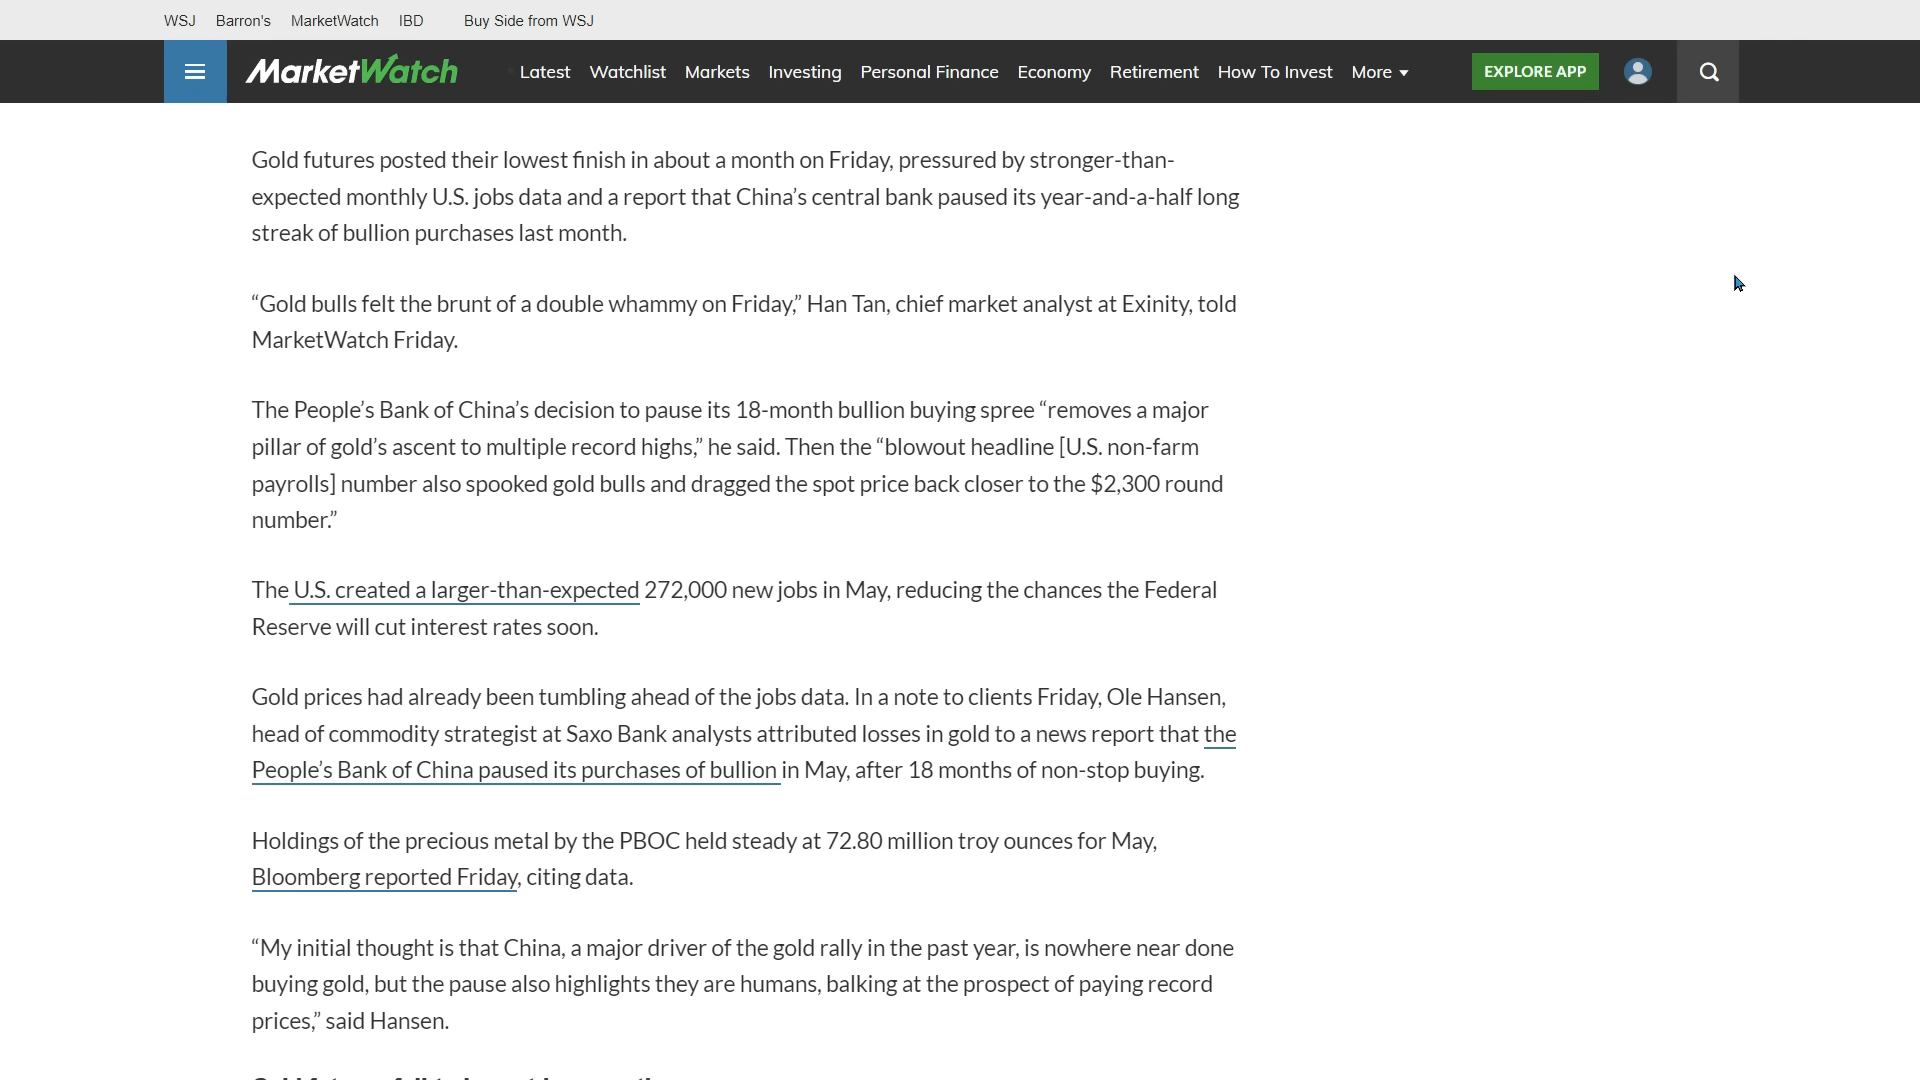 WSJ Barron's MarketWatch IBD Buy Side from WSJ
MarketWatch Latest Watchlist Markets Investing Personal Finance Economy Retirement How To Invest More EXPLORE APP
Gold futures posted their lowest finish in about a month on Friday, pressured by stronger-than-
expected monthly U.S. jobs data and a report that China’s central bank paused its year-and-a-half long
streak of bullion purchases last month.
“Gold bulls felt the brunt of a double whammy on Friday,” Han Tan, chief market analyst at Exinity, told
MarketWatch Friday.
The People’s Bank of China’s decision to pause its 18-month bullion buying spree “removes a major
pillar of gold’s ascent to multiple record highs,” he said. Then the “blowout headline [U.S. non-farm
payrolls] number also spooked gold bulls and dragged the spot price back closer to the $2,300 round
number.”
The U.S. created a larger-than-expected 272,000 new jobs in May, reducing the chances the Federal
Reserve will cut interest rates soon.
Gold prices had already been tumbling ahead of the jobs data. In a note to clients Friday, Ole Hansen,
head of commodity strategist at Saxo Bank analysts attributed losses in gold to a news report that the
People’s Bank of China paused its purchases of bullion in May, after 18 months of non-stop buying.
Holdings of the precious metal by the PBOC held steady at 72.80 million troy ounces for May,
Bloomberg reported Friday, citing data.
“My initial thought is that China, a major driver of the gold rally in the past year, is nowhere near done
buying gold, but the pause also highlights they are humans, balking at the prospect of paying record
prices,” said Hansen.